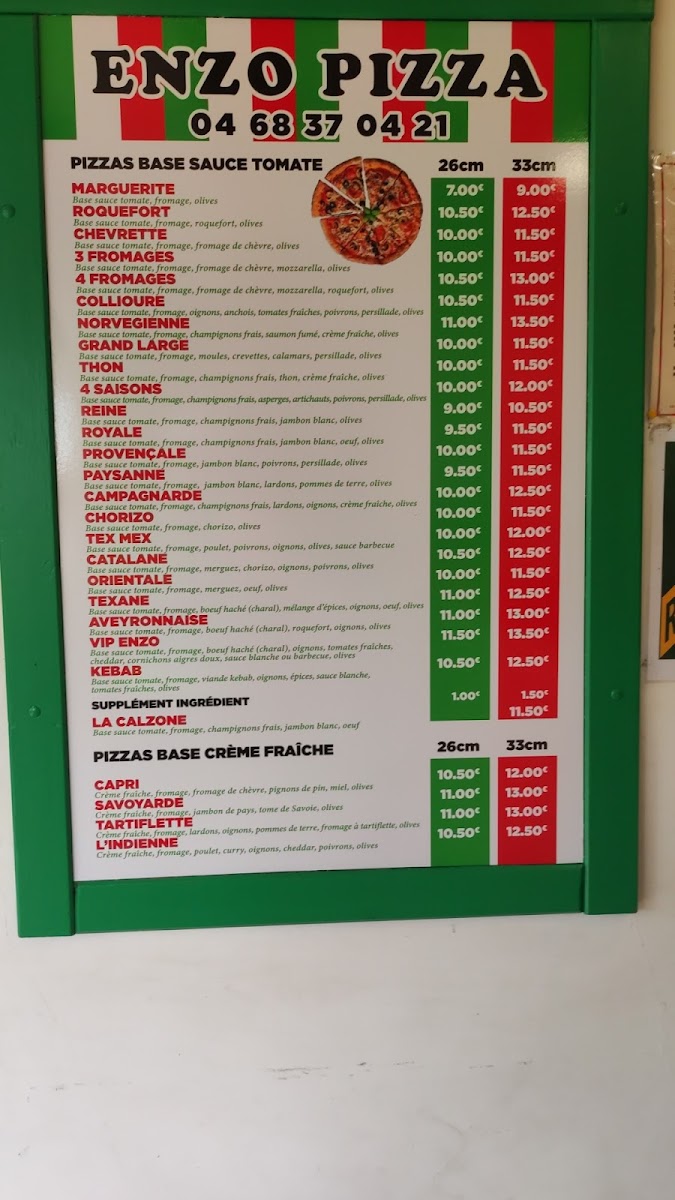 ENZO PIZZA
04 68 37 04 21
PIZZAS BASE SAUCE TOMATE 26cm 33cm
MARGUERITE 7.00€ 9.00€
Base sauce tomate, fromage, olives
ROQUEFORT 10.50€ 12.50€
Base sauce tomate, fromage, roquefort, olives
CHEVRETTE 10.00€ 11.50€
Base sauce tomate, fromage, fromage de chèvre, olives
3 FROMAGES 10.00€ 11.50€
Base sauce tomate, fromage, fromage de chèvre, mozzarella, olives
4 FROMAGES 10.50€ 13.00€
Base sauce tomate, fromage, fromage de chèvre, mozzarella, roquefort, olives
COLLIOURE 10.50€ 11.50€
Base sauce tomate, fromage, oignons, anchois, tomates fraîches, poivrons, persillade, olives
NORVEGIENNE 11.00€ 13.50€
Base sauce tomate, fromage, champignons frais, saumon fumé, crème fraîche, olives
GRAND LARGE 10.00€ 11.50€
Base sauce tomate, fromage, moules, crevettes, calamars, persillade, olives
THON 10.00€ 11.50€
Base sauce tomate, fromage, champignons frais, thon, crème fraîche, olives
4 SAISONS 10.00€ 12.00€
Base sauce tomate, fromage, champignons frais, asperges, artichauts, poivrons, persillade, olives
REINE 9.00€ 10.50€
Base sauce tomate, fromage, champignons frais, jambon blanc, olives
ROYALE 9.50€ 11.50€
Base sauce tomate, fromage, champignons frais, jambon blanc, oeuf, olives
PROVENÇALE 10.00€ 11.50€
Base sauce tomate, fromage, jambon blanc, poivrons, persillade, olives
PAYSANNE 9.50€ 11.50€
Base sauce tomate, fromage, jambon blanc, lardons, pommes de terre, olives
CAMPAGNARDE 10.00€ 12.50€
Base sauce tomate, fromage, champignons frais, lardons, oignons, crème fraîche, olives
CHORIZO 10.00€ 11.50€
Base sauce tomate, fromage, chorizo, olives
TEX MEX 10.00€ 12.00€
Base sauce tomate, fromage, poulet, poivrons, oignons, olives, sauce barbecue
CATALANE 10.50€ 12.50€
Base sauce tomate, fromage, merguez, chorizo, oignons, poivrons, olives
ORIENTALE 10.00€ 11.50€
Base sauce tomate, fromage, merguez, oeuf, olives
TEXANE 11.00€ 12.50€
Base sauce tomate, fromage, boeuf haché (charal), mélange d'épices, oignons, oeuf, olives
AVEYRONNAISE 11.00€ 13.00€
Base sauce tomate, fromage, boeuf haché (charal), roquefort, oignons, olives
VIP ENZO 11.50€ 13.50€
Base sauce tomate, fromage, boeuf haché (charal), oignons, tomates fraîches,
cheddar, cornichons aigres doux, sauce blanche ou barbecue, olives
KEBAB 10.50€ 12.50€
Base sauce tomate, fromage, viande kebab, oignons, épices, sauce blanche,
tomates fraîches, olives
SUPPLÉMENT INGRÉDIENT 1.00€ 1.50€
LA CALZONE 11.50€
Base sauce tomate, fromage, champignons frais, jambon blanc, oeuf
PIZZAS BASE CRÈME FRAÎCHE 26cm 33cm
CAPRI 10.50€ 12.00€
Crème fraîche, fromage, fromage de chèvre, pignons de pin, miel, olives
SAVOYARDE 11.00€ 13.00€
Crème fraîche, fromage, jambon de pays, tome de Savoie, olives
TARTIFLETTE 11.00€ 13.00€
Crème fraîche, fromage, lardons, oignons, pommes de terre, fromage à tartiflette, olives
L'INDIENNE 10.50€ 12.50€
Crème fraîche, fromage, poulet, curry, oignons, cheddar, poivrons, olives